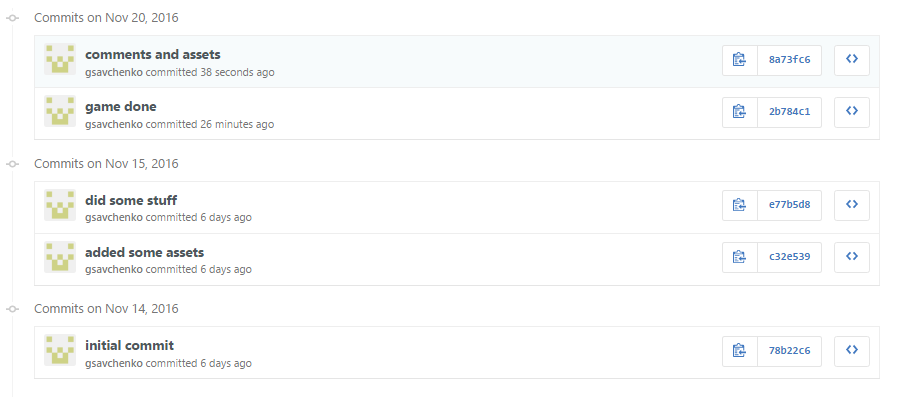 Commits on Nov 20, 2016
comments and assets
gsavchenko committed 38 seconds ago
8a73fc6
game done
gsavchenko committed 26 minutes ago
2b784c1
Commits on Nov 15, 2016
did some stuff
gsavchenko committed 6 days ago
e77b5d8
added some assets
gsavchenko committed 6 days ago
c32e539
Commits on Nov 14, 2016
initial commit
gsavchenko committed 6 days ago
78b22c6